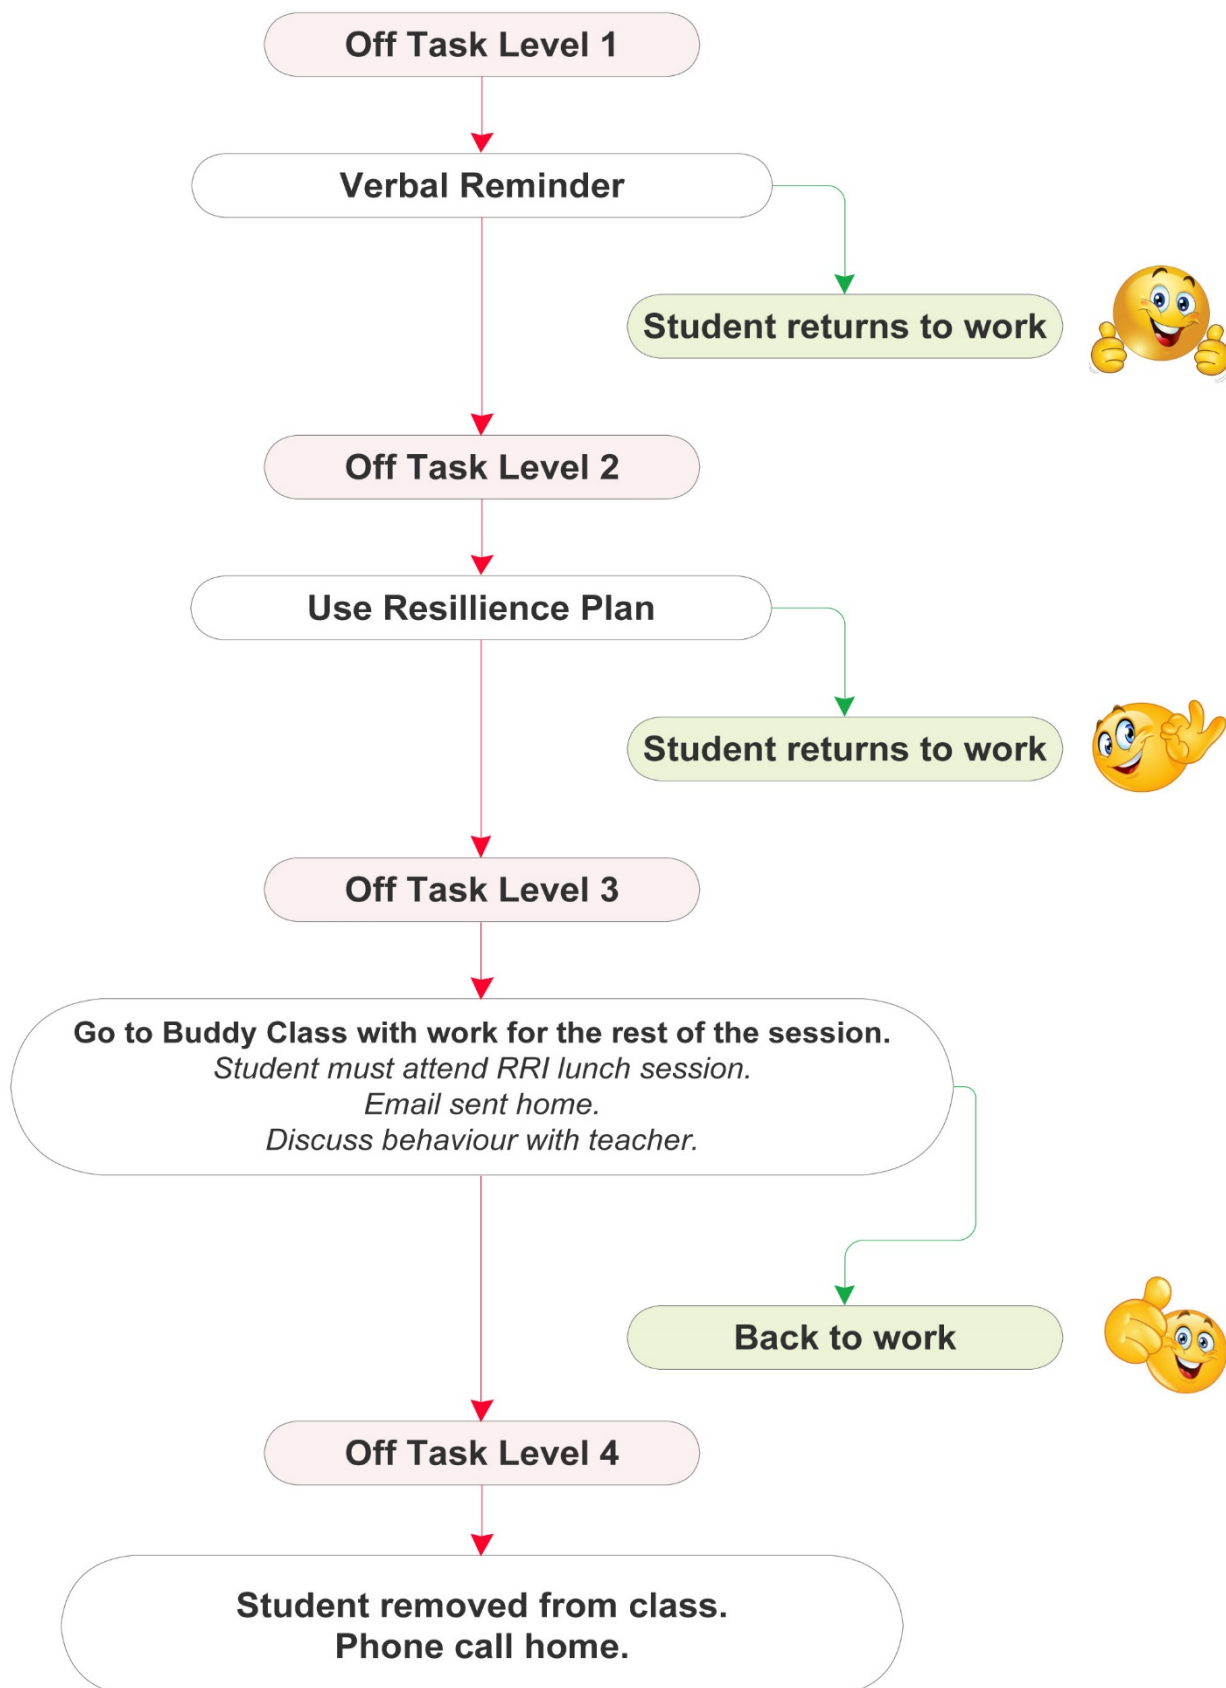 Off Task Level 1
Verbal Reminder
Student returns to work
Off Task Level 2
Use Resillience Plan
Student returns to work
Off Task Level 3
Go to Buddy Class with work for the rest of the session.
Student must attend RRI lunch session.
Email sent home.
Discuss behaviour with teacher.
Back to work
Off Task Level 4
Student removed from class.
Phone call home.